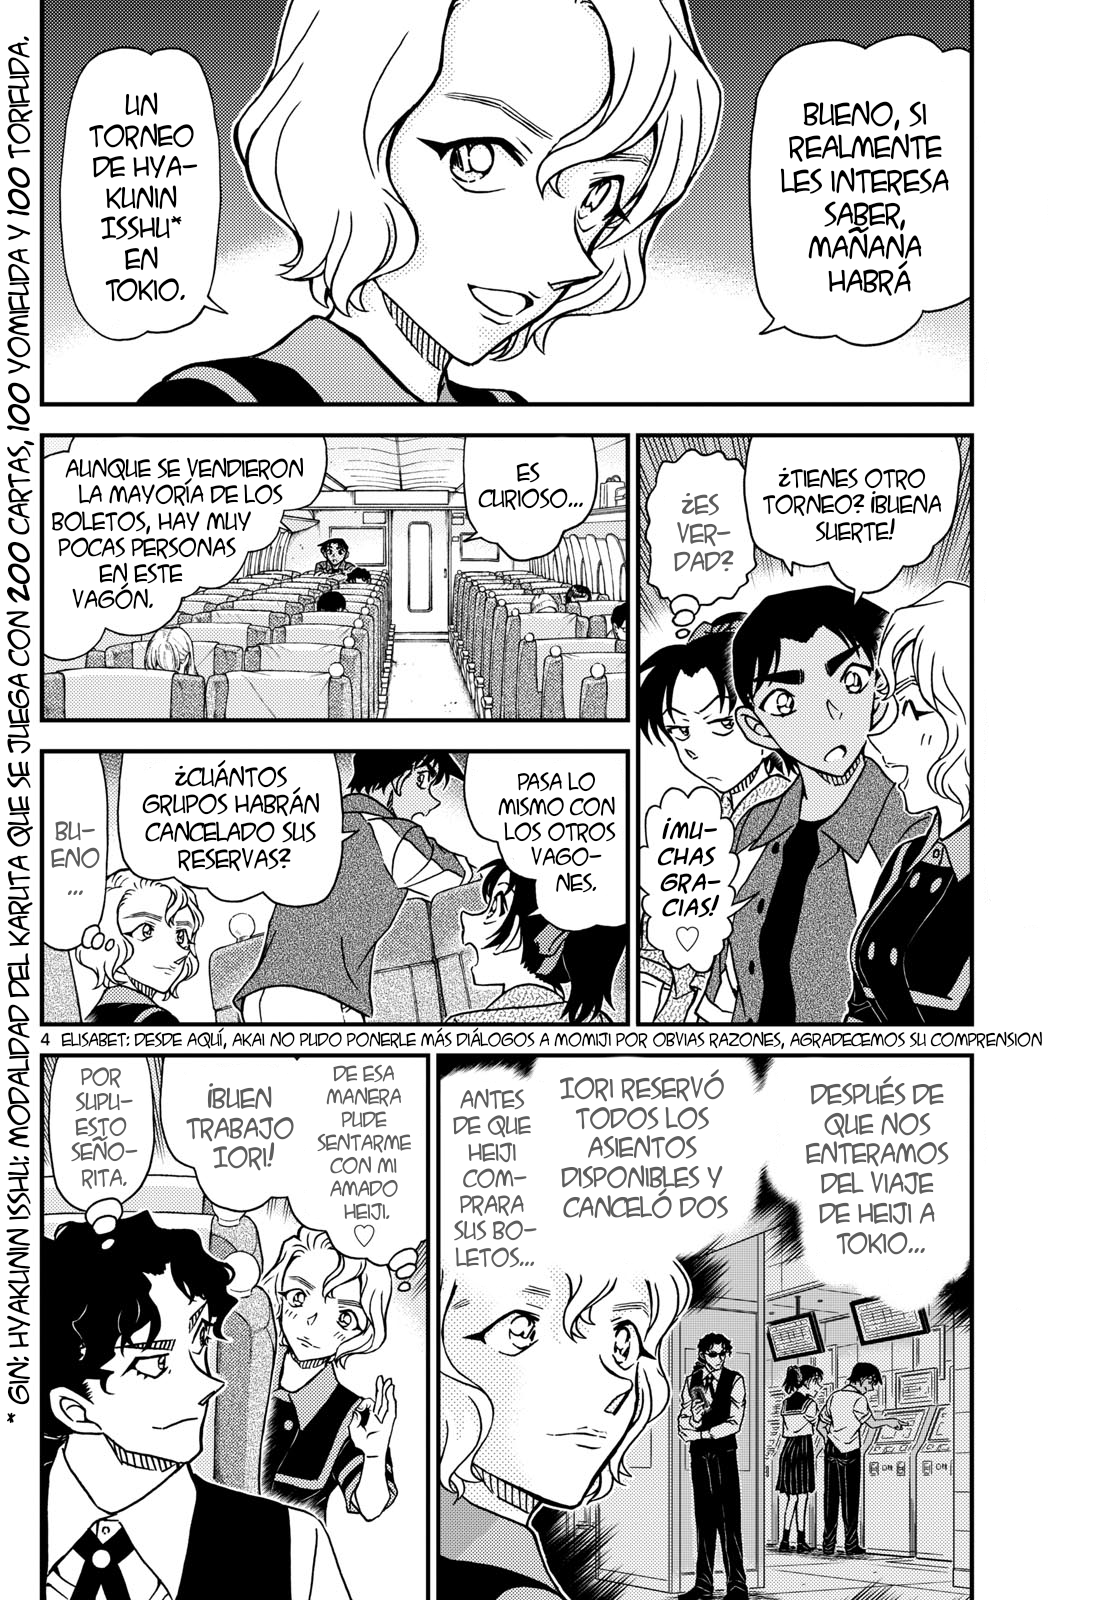 BUENO, SI
REALMENTE
LES INTERESA
SABER,
MAÑANA
HABRÁ
UN
TORNEO
DE HYA-
KUNIN
ISSHU*
EN
TOKIO.
¿TIENES OTRO
TORNEO? ¡BUENA
SUERTE!
¿ES
VER-
DAD?
¡MU-
CHAS
GRA-
CIAS!
♡
ES
CURIOSO...
AUNQUE SE VENDIERON
LA MAYORÍA DE LOS
BOLETOS, HAY MUY
POCAS PERSONAS
EN ESTE
VAGÓN.
PASA LO
MISMO CON
LOS OTROS
VAGO-
NES.
¿CUÁNTOS
GRUPOS HABRÁN
CANCELADO SUS
RESERVAS?
BU-
ENO
...
4 ELISABET: DESDE AQUÍ, AKAI NO PUDO PONERLE MÁS DIÁLOGOS A MOMIJI POR OBVIAS RAZONES, AGRADECEMOS SU COMPRENSION
DESPUÉS DE
QUE NOS
ENTERAMOS
DEL VIAJE
DE HEIJI A
TOKIO...
IORI RESERVÓ
TODOS LOS
ASIENTOS
DISPONIBLES Y
CANCELÓ DOS
ANTES
DE QUE
HEIJI
COM-
PRARA
SUS BO-
LETOS...
DE ESA
MANERA
PUDE
SENTARME
CON MI
AMADO
HEIJI.
♡
¡BUEN
TRABAJO
IORI!
POR
SUPU-
ESTO
SEÑO-
RITA.
* GIN: HYAKUNIN ISSHU: MODALIDAD DEL KARUTA QUE SE JUEGA CON 200 CARTAS, 100 YOMIFUDA Y 100 TORIFUDA.